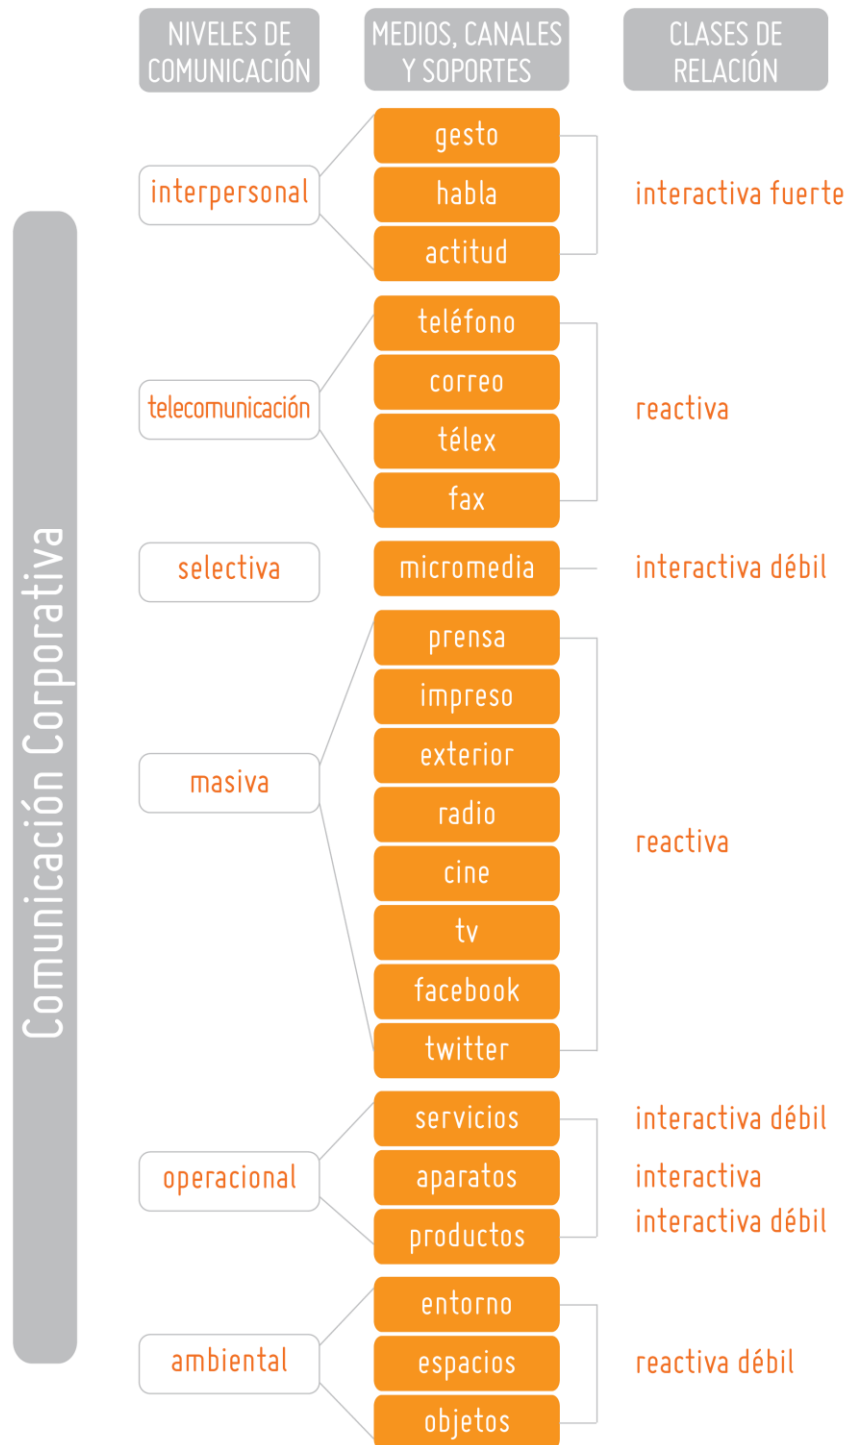 NIVELES DE
COMUNICACIÓN
MEDIOS, CANALES
Y SOPORTES
CLASES DE
RELACIÓN
Comunicación Corporativa
interpersonal
gesto
habla
actitud
interactiva fuerte
telecomunicación
teléfono
correo
télex
fax
reactiva
selectiva
micromedia
interactiva débil
masiva
prensa
impreso
exterior
radio
cine
tv
facebook
twitter
reactiva
operacional
servicios
aparatos
productos
interactiva débil
interactiva
interactiva débil
ambiental
entorno
espacios
objetos
reactiva débil